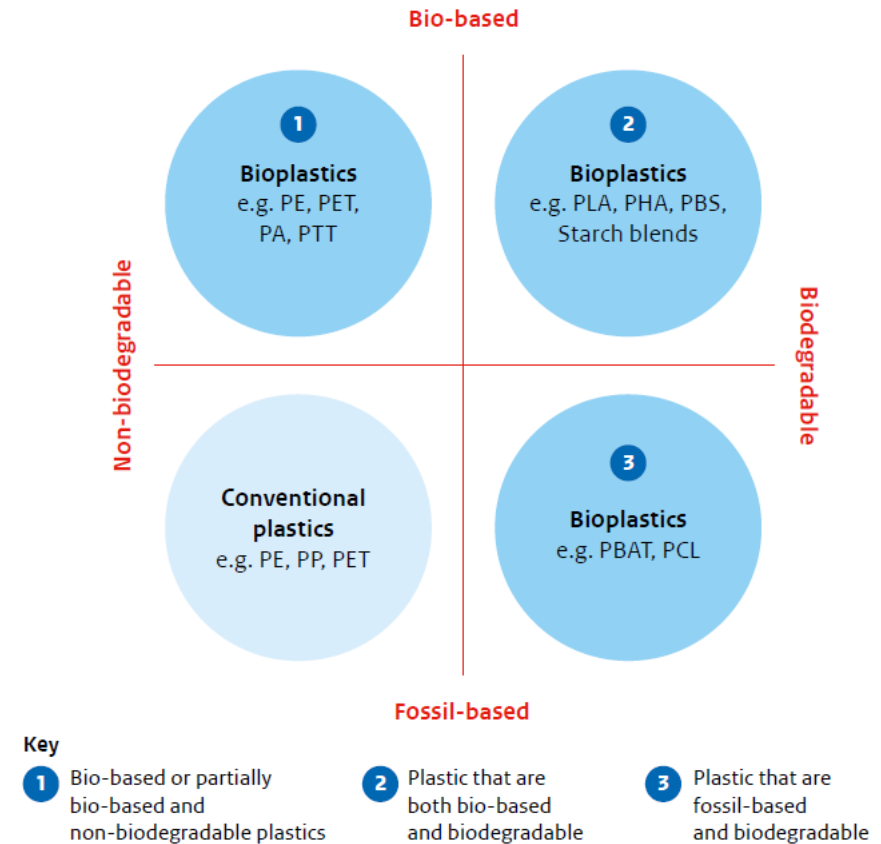 Bio-based
1
Bioplastics
e.g. PE, PET,
PA, PTT
2
Bioplastics
e.g. PLA, PHA, PBS,
Starch blends
Non-biodegradable
Biodegradable
Conventional
plastics
e.g. PE, PP, PET
3
Bioplastics
e.g. PBAT, PCL
Fossil-based
Key
1
Bio-based or partially
bio-based and
non-biodegradable plastics
2
Plastic that are
both bio-based
and biodegradable
3
Plastic that are
fossil-based
and biodegradable